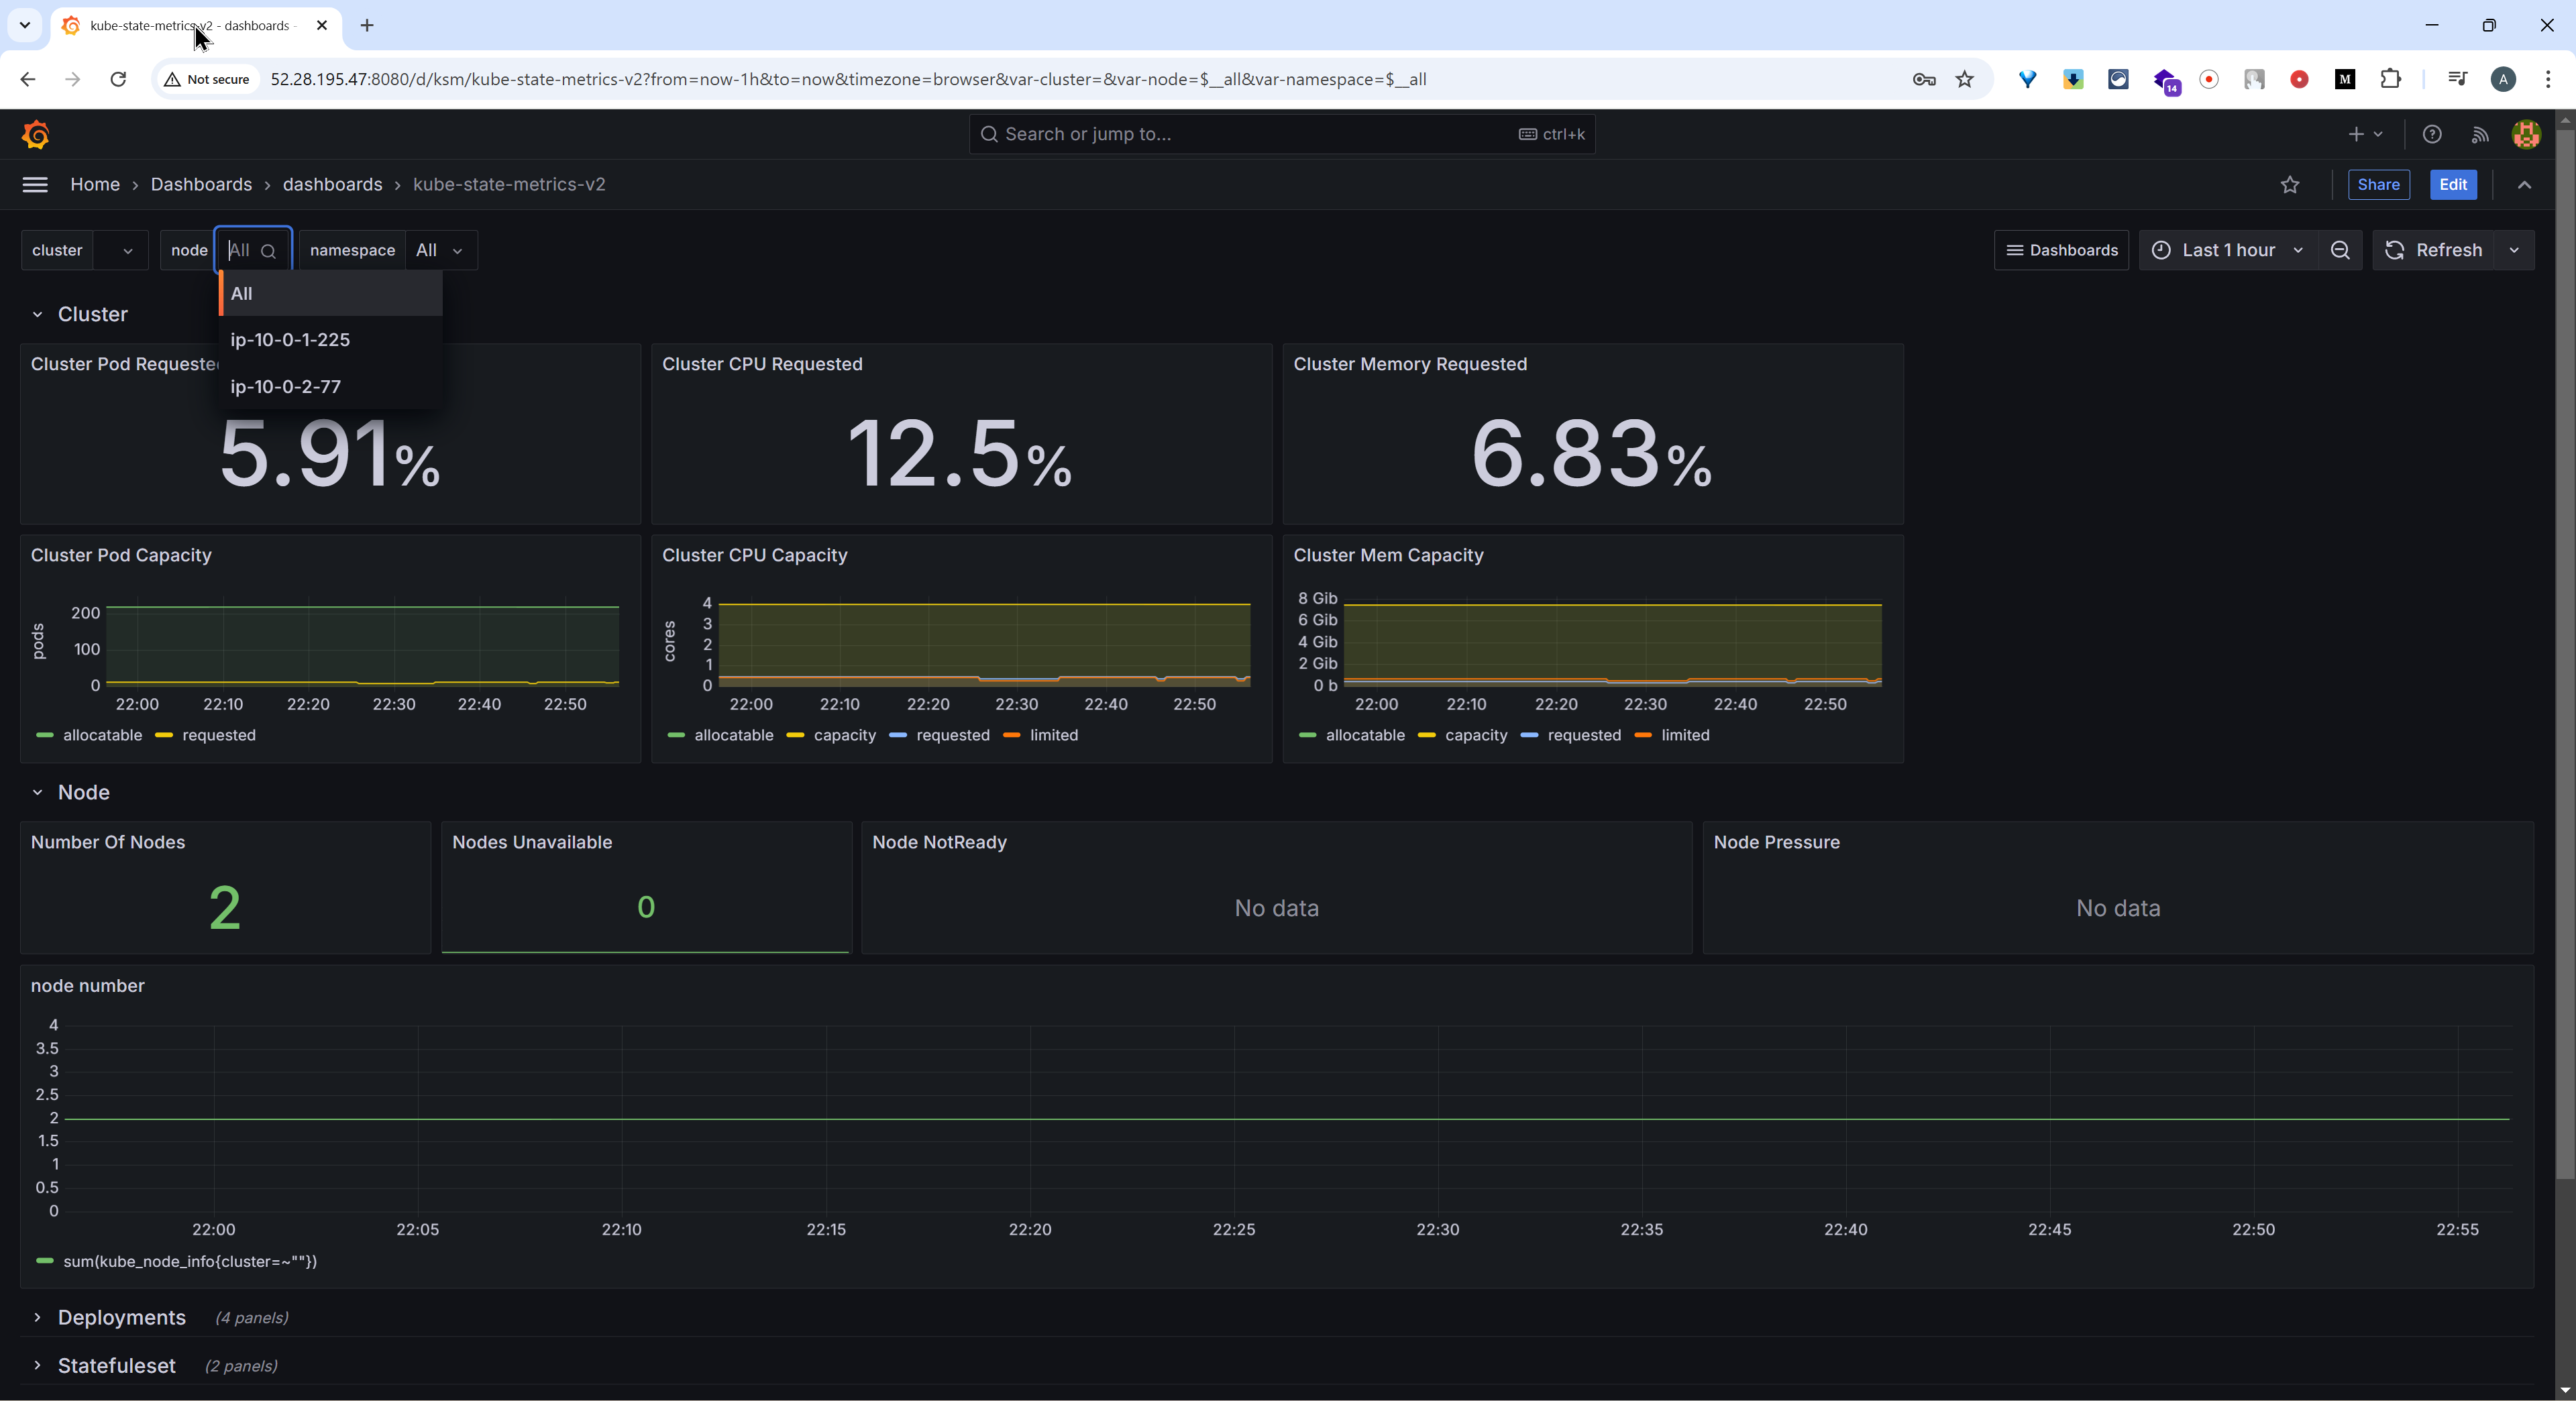 kube-state-metrics-v2 - dashboards -
Not secure
52.28.195.47:8080/d/ksm/kube-state-metrics-v2?from=now-1h&to=now&timezone=browser&var-cluster=&var-node=$__all&var-namespace=$__all
14
M
A
Search or jump to...
ctrl+k
Home › Dashboards › dashboards › kube-state-metrics-v2
Share
Edit
cluster
node
All
namespace
All
Dashboards
Last 1 hour
Refresh
All
ip-10-0-1-225
ip-10-0-2-77
Cluster
Cluster Pod Requeste
5.91%
Cluster CPU Requested
12.5%
Cluster Memory Requested
6.83%
Cluster Pod Capacity
pods
200
100
0
22:00 22:10 22:20 22:30 22:40 22:50
allocatable requested
Cluster CPU Capacity
cores
4
3
2
1
0
22:00 22:10 22:20 22:30 22:40 22:50
allocatable capacity requested limited
Cluster Mem Capacity
8 Gib
6 Gib
4 Gib
2 Gib
0 b
22:00 22:10 22:20 22:30 22:40 22:50
allocatable capacity requested limited
Node
Number Of Nodes
2
Nodes Unavailable
0
Node NotReady
No data
Node Pressure
No data
node number
4
3.5
3
2.5
2
1.5
1
0.5
0
22:00 22:05 22:10 22:15 22:20 22:25 22:30 22:35 22:40 22:45 22:50 22:55
sum(kube_node_info{cluster=~""})
Deployments (4 panels)
Statefuleset (2 panels)